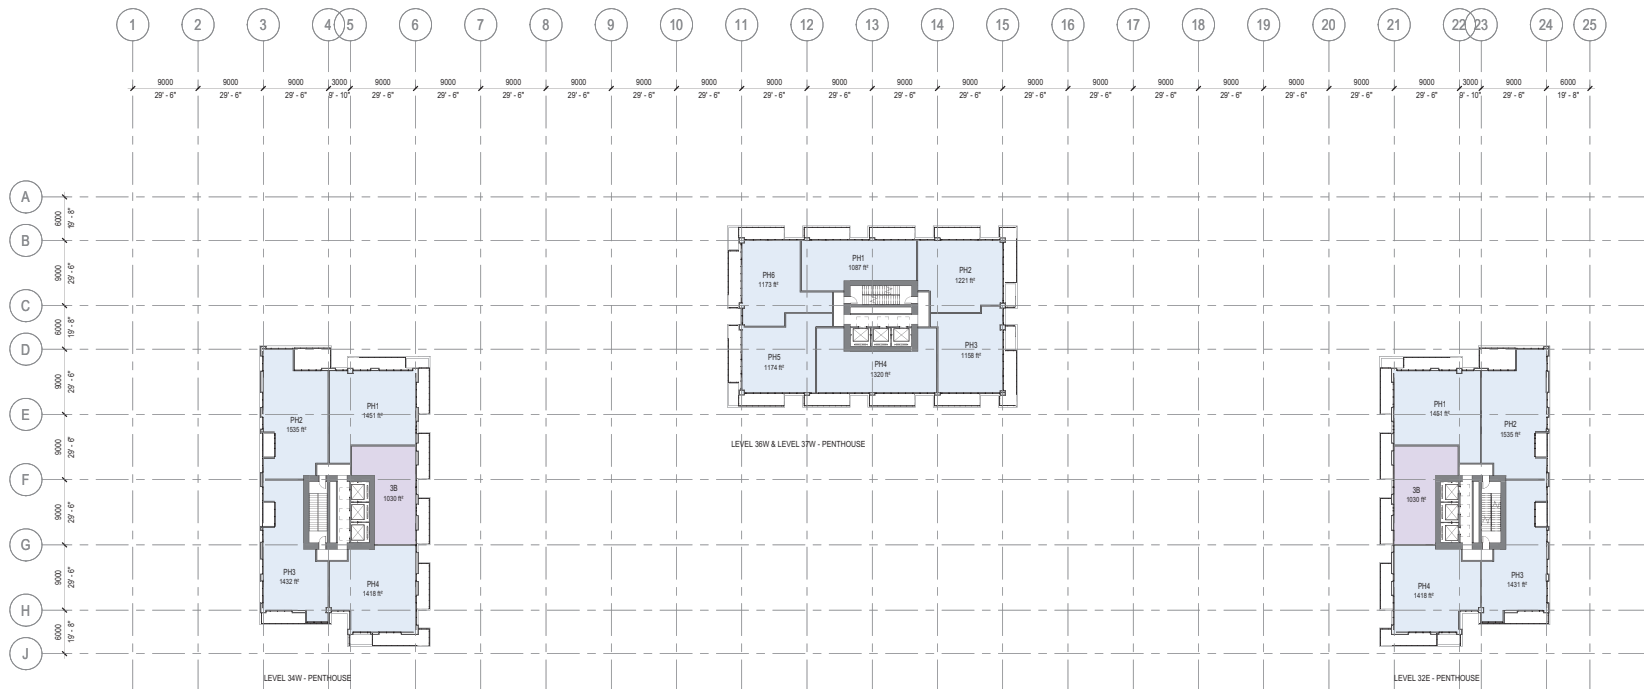 1 2 3 4 5 6 7 8 9 10 11 12 13 14 15 16 17 18 19 20 21 22 23 24 25
9000 9000 9000 3000 9000 9000 9000 9000 9000 9000 9000 9000 9000 9000 9000 9000 9000 9000 9000 9000 9000 3000 9000 6000
29' - 6" 29' - 6" 29' - 6" 9' - 10" 29' - 6" 29' - 6" 29' - 6" 29' - 6" 29' - 6" 29' - 6" 29' - 6" 29' - 6" 29' - 6" 29' - 6" 29' - 6" 29' - 6" 29' - 6" 29' - 6" 29' - 6" 29' - 6" 29' - 6" 9' - 10" 29' - 6" 19' - 8"
A
6000
19' - 8"
B
9000
29' - 6"
C
6000
19' - 8"
D
9000
29' - 6"
E
9000
29' - 6"
F
9000
29' - 6"
G
9000
29' - 6"
H
6000
19' - 8"
J
PH2
1535 ft²
PH1
1451 ft²
3B
1030 ft²
PH3
1432 ft²
PH4
1418 ft²
LEVEL 34W - PENTHOUSE
PH6
1173 ft²
PH1
1087 ft²
PH2
1221 ft²
PH5
1174 ft²
PH4
1320 ft²
PH3
1158 ft²
LEVEL 36W & LEVEL 37W - PENTHOUSE
PH1
PH2
1535 ft²
3B
1030 ft²
PH4
1418 ft²
PH3
1431 ft²
LEVEL 32E - PENTHOUSE